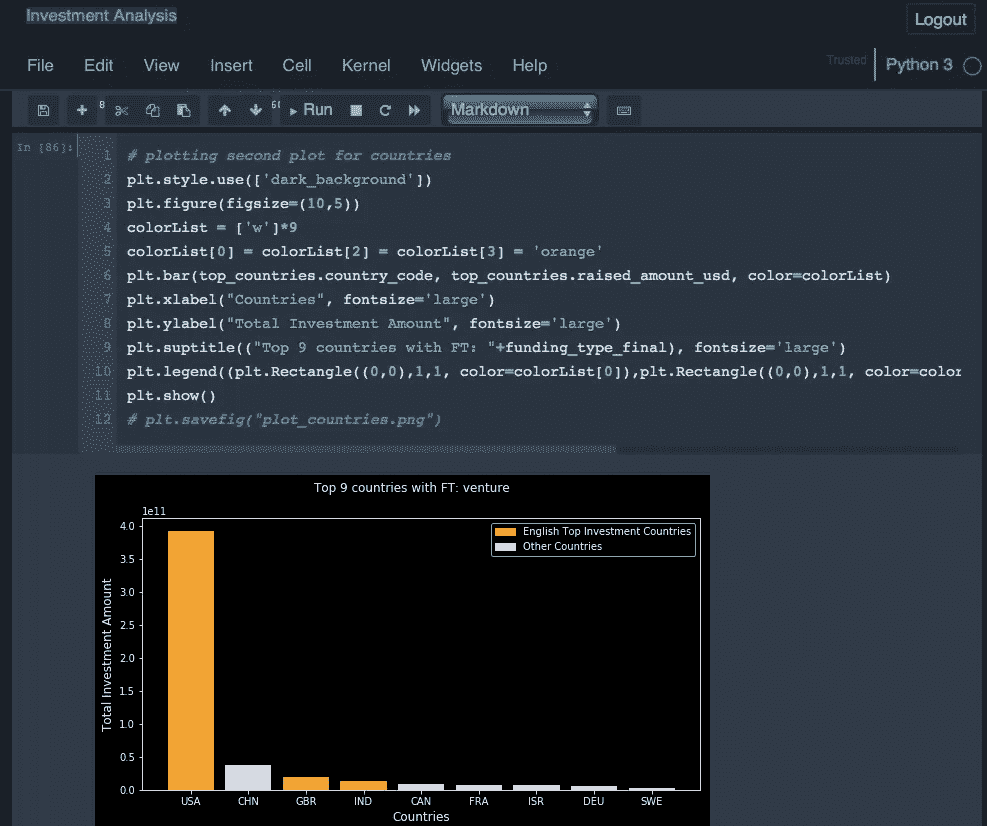 Investment Analysis
Logout
File Edit View Insert Cell Kernel Widgets Help
Trusted
Python 3
Run
Markdown
In [86]:
1 # plotting second plot for countries
2 plt.style.use(['dark_background'])
3 plt.figure(figsize=(10,5))
4 colorList = ['w']*9
5 colorList[0] = colorList[2] = colorList[3] = 'orange'
6 plt.bar(top_countries.country_code, top_countries.raised_amount_usd, color=colorList)
7 plt.xlabel("Countries", fontsize='large')
8 plt.ylabel("Total Investment Amount", fontsize='large')
9 plt.suptitle(("Top 9 countries with FT: "+funding_type_final), fontsize='large')
10 plt.legend((plt.Rectangle((0,0),1,1, color=colorList[0]),plt.Rectangle((0,0),1,1, color=color
11 plt.show()
12 # plt.savefig("plot_countries.png")
Top 9 countries with FT: venture
1e11
English Top Investment Countries
Other Countries
4.0
3.5
3.0
2.5
2.0
1.5
1.0
0.5
0.0
Total Investment Amount
USA CHN GBR IND CAN FRA ISR DEU SWE
Countries